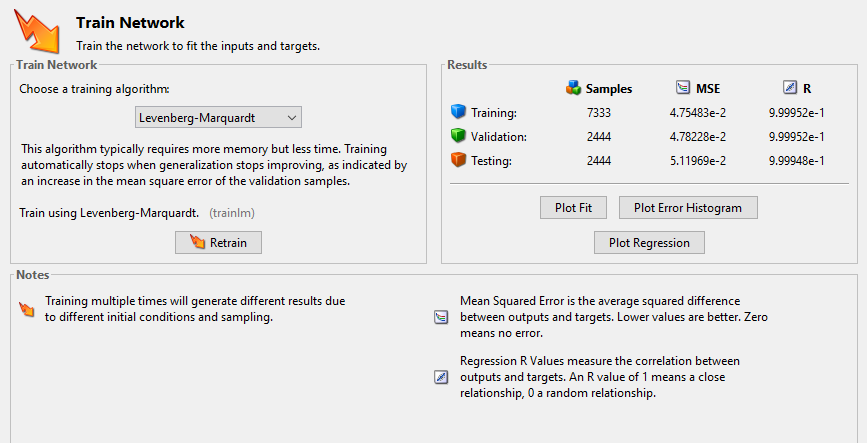 Train Network
Train the network to fit the inputs and targets.
Train Network
Choose a training algorithm:
Levenberg-Marquardt
This algorithm typically requires more memory but less time. Training
automatically stops when generalization stops improving, as indicated by
an increase in the mean square error of the validation samples.
Train using Levenberg-Marquardt. (trainlm)
Retrain
Results
Samples MSE R
Training: 7333 4.75483e-2 9.99952e-1
Validation: 2444 4.78228e-2 9.99952e-1
Testing: 2444 5.11969e-2 9.99948e-1
Plot Fit Plot Error Histogram
Plot Regression
Notes
Training multiple times will generate different results due
to different initial conditions and sampling.
Mean Squared Error is the average squared difference
between outputs and targets. Lower values are better. Zero
means no error.
Regression R Values measure the correlation between
outputs and targets. An R value of 1 means a close
relationship, 0 a random relationship.